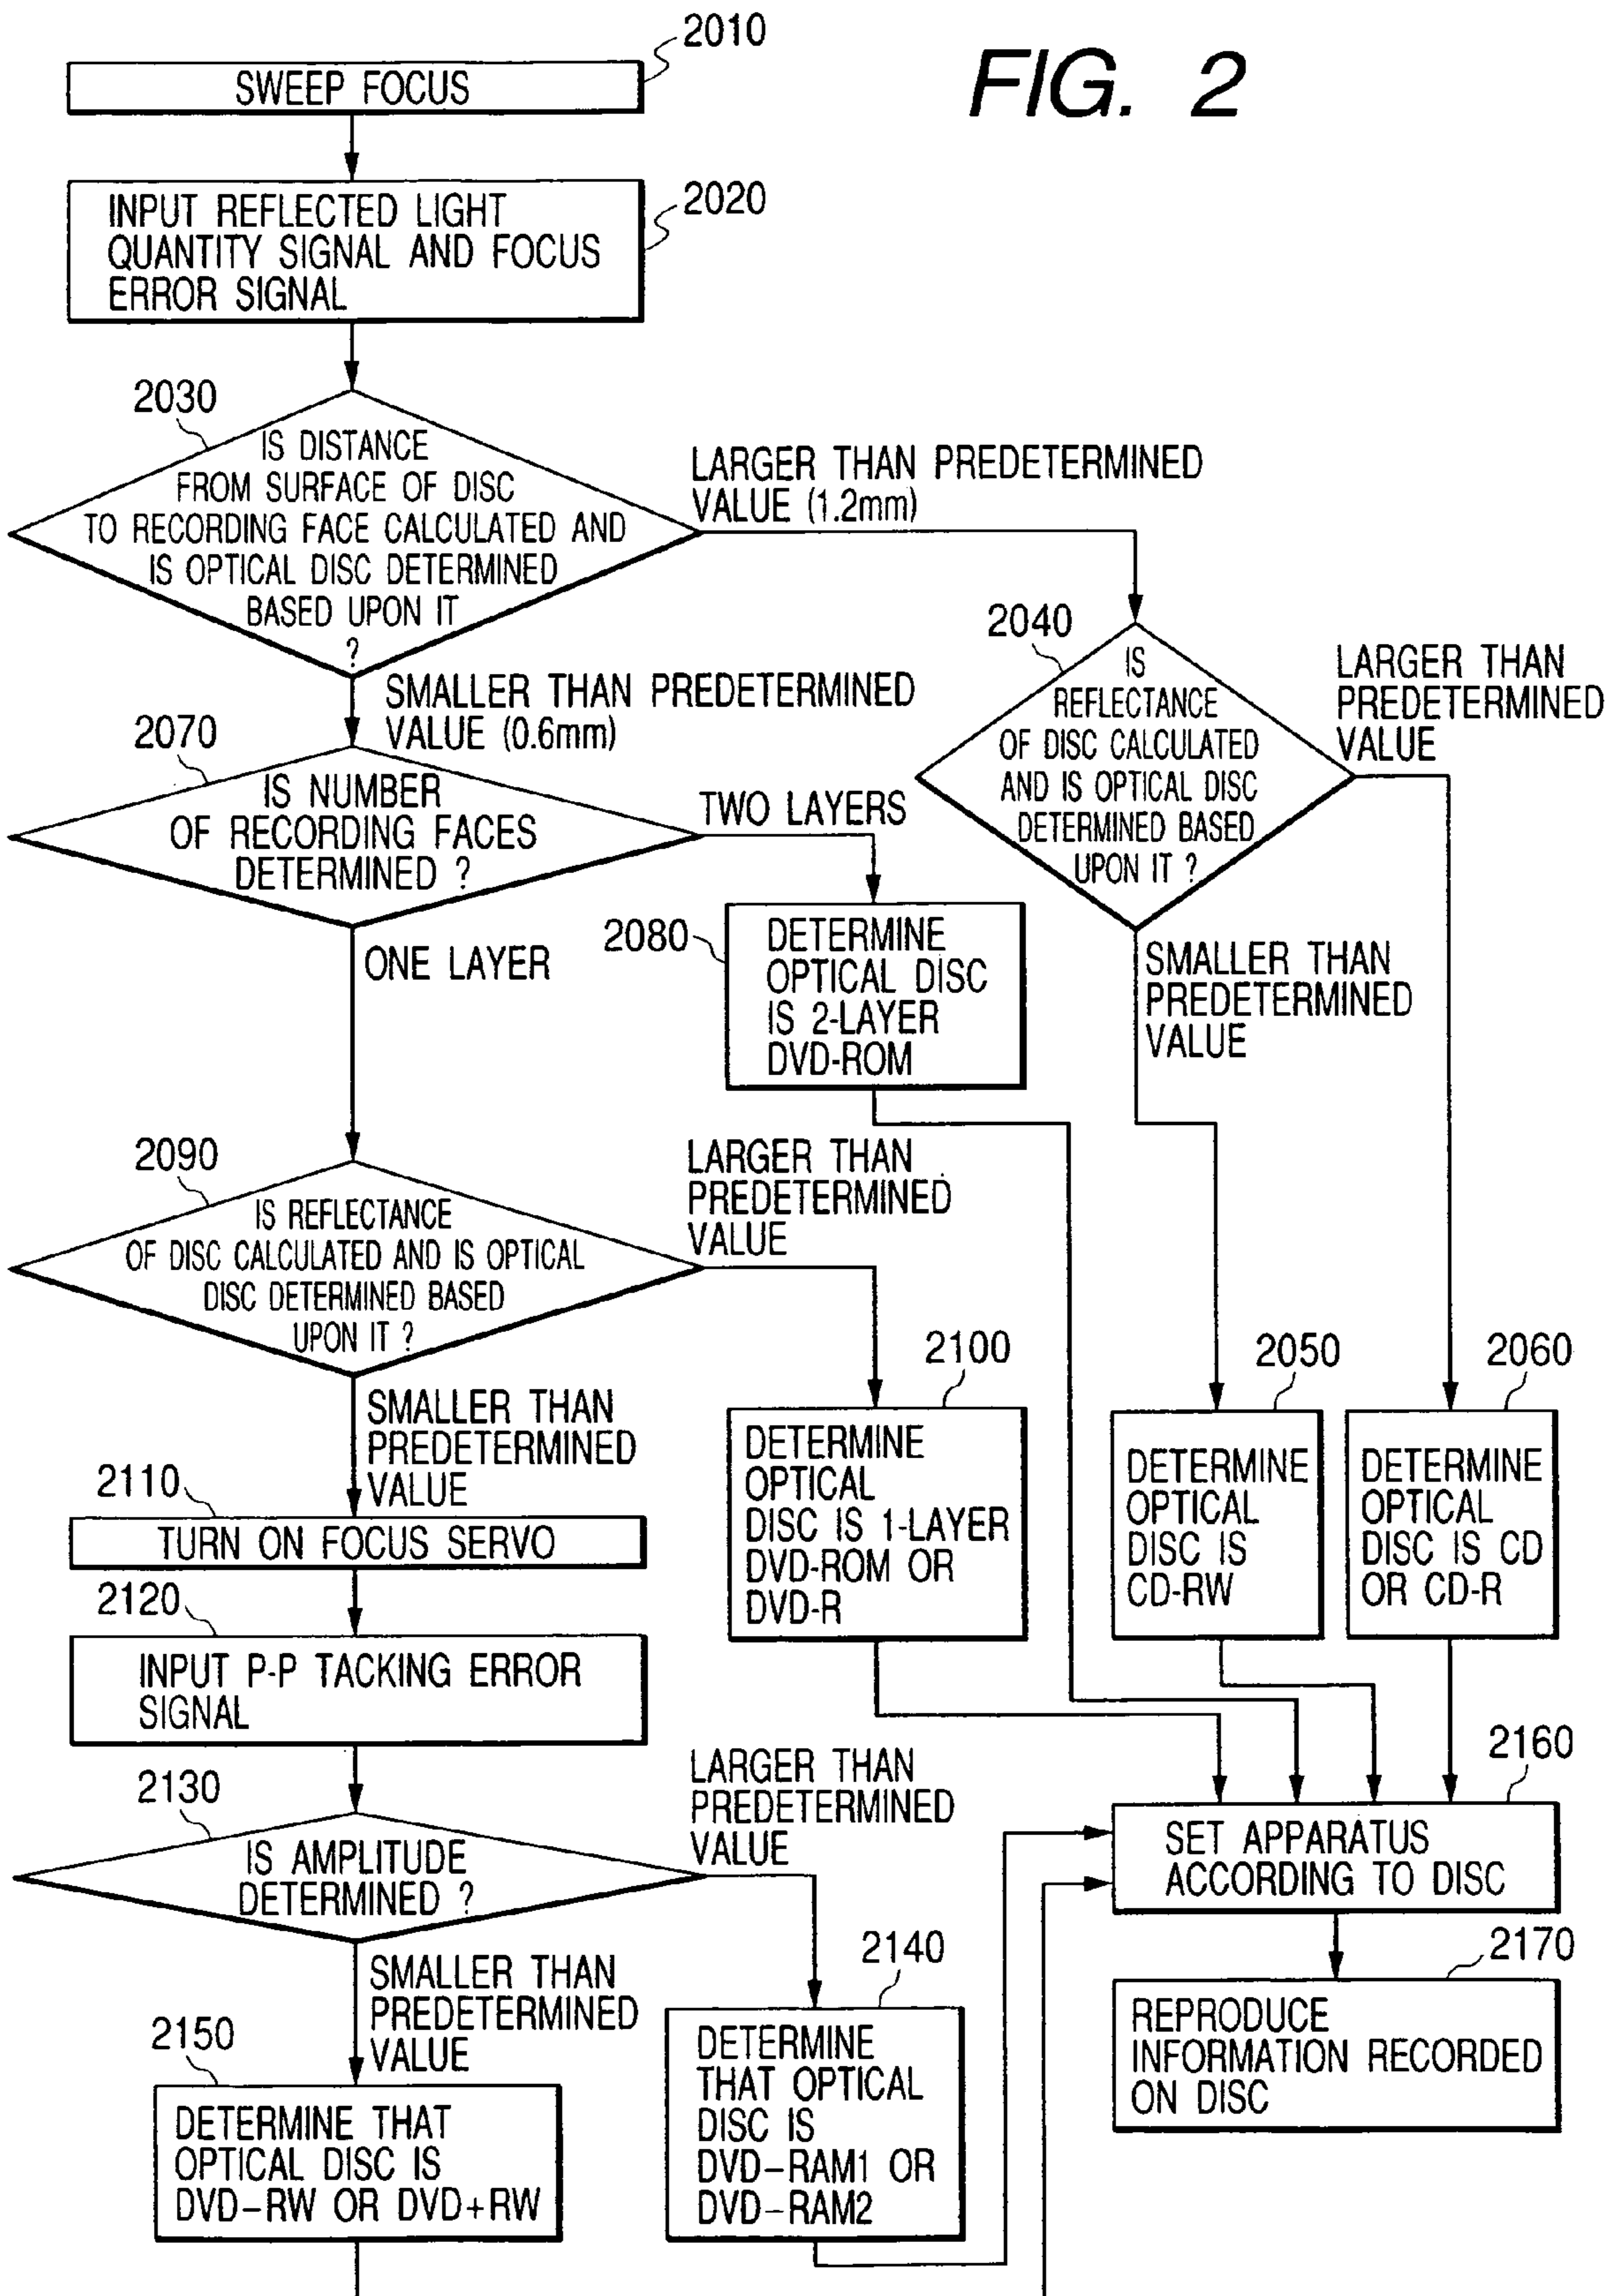 FIG. 2
2010
SWEEP FOCUS
2020
INPUT REFLECTED LIGHT
QUANTITY SIGNAL AND FOCUS
ERROR SIGNAL
2030
IS DISTANCE
FROM SURFACE OF DISC
TO RECORDING FACE CALCULATED AND
IS OPTICAL DISC DETERMINED
BASED UPON IT
?
LARGER THAN PREDETERMINED
VALUE (1.2mm)
SMALLER THAN PREDETERMINED
VALUE (0.6mm)
2040
IS
REFLECTANCE
OF DISC CALCULATED
AND IS OPTICAL DISC
DETERMINED BASED
UPON IT ?
LARGER THAN
PREDETERMINED
VALUE
SMALLER THAN
PREDETERMINED
VALUE
2070
IS NUMBER
OF RECORDING FACES
DETERMINED ?
TWO LAYERS
ONE LAYER
2080
DETERMINE
OPTICAL DISC
IS 2-LAYER
DVD-ROM
2090
IS REFLECTANCE
OF DISC CALCULATED AND IS OPTICAL
DISC DETERMINED BASED
UPON IT ?
LARGER THAN
PREDETERMINED
VALUE
SMALLER THAN
PREDETERMINED
VALUE
2100
DETERMINE
OPTICAL
DISC IS 1-LAYER
DVD-ROM OR
DVD-R
2050
DETERMINE
OPTICAL
DISC IS
CD-RW
2060
DETERMINE
OPTICAL
DISC IS CD
OR CD-R
2110
TURN ON FOCUS SERVO
2120
INPUT P-P TACKING ERROR
SIGNAL
2130
IS AMPLITUDE
DETERMINED ?
LARGER THAN
PREDETERMINED
VALUE
SMALLER THAN
PREDETERMINED
VALUE
2140
DETERMINE
THAT OPTICAL
DISC IS
DVD-RAM1 OR
DVD-RAM2
2150
DETERMINE THAT
OPTICAL DISC IS
DVD-RW OR DVD+RW
2160
SET APPARATUS
ACCORDING TO DISC
2170
REPRODUCE
INFORMATION RECORDED
ON DISC